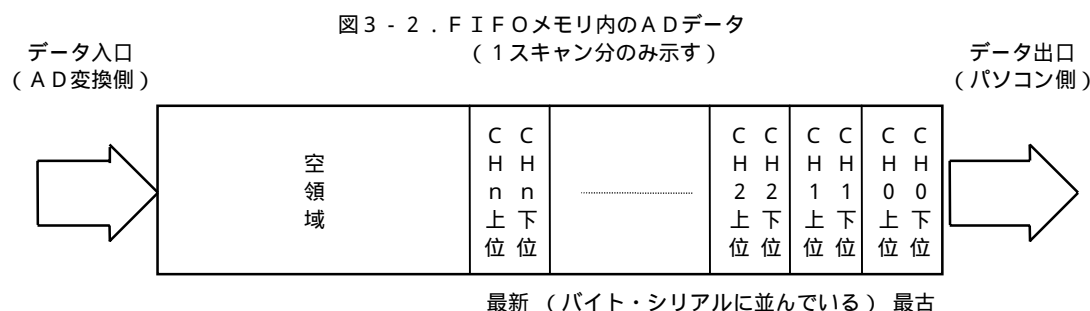 図3-2.FIFOメモリ内のADデータ
(1スキャン分のみ示す)
データ入口
(AD変換側)
データ出口
(パソコン側)
空領域
CHn上位
CHn下位
CH2上位
CH2下位
CH1上位
CH1下位
CH0上位
CH0下位
最新 (バイト・シリアルに並んでいる) 最古